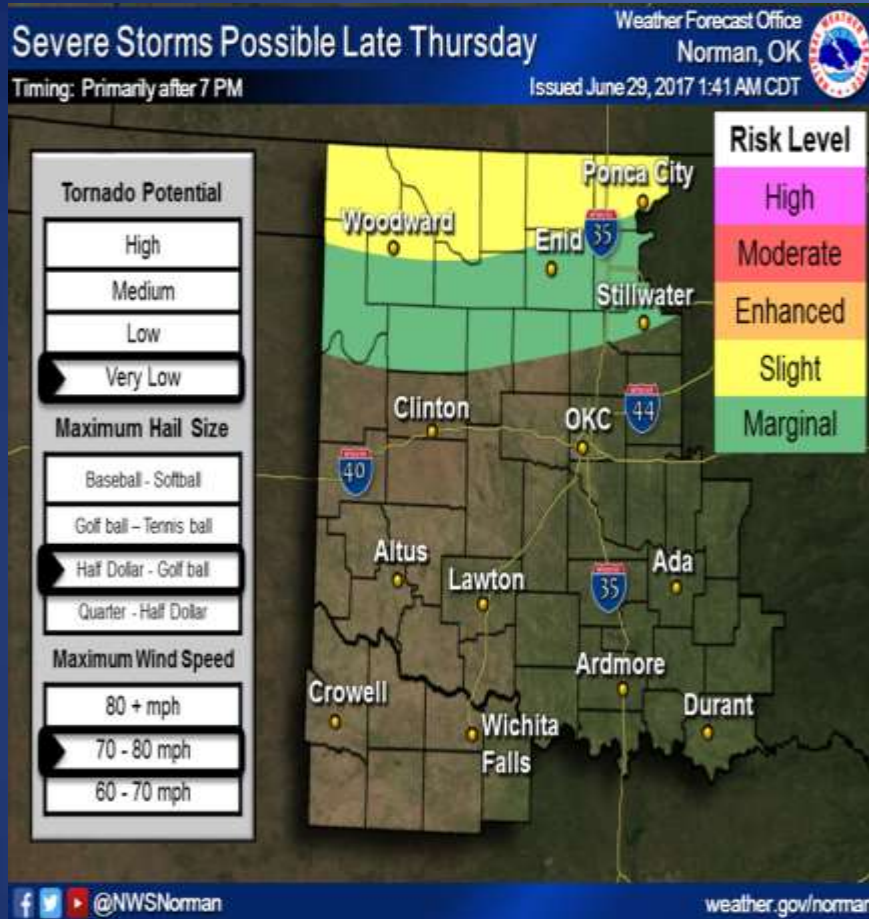 Severe Storms Possible Late Thursday
Timing: Primarily after 7 PM
Weather Forecast Office
Norman, OK
Issued June 29, 2017 1:41 AM CDT
Tornado Potential
High
Medium
Low
Very Low
Maximum Hail Size
Baseball - Softball
Golf ball – Tennis ball
Half Dollar - Golf ball
Quarter - Half Dollar
Maximum Wind Speed
80 + mph
70 - 80 mph
60 - 70 mph
Risk Level
High
Moderate
Enhanced
Slight
Marginal
Ponca City
Woodward
35
Enid
Stillwater
Clinton
OKC
44
40
Altus
Lawton
35
Ada
Ardmore
Crowell
Durant
Wichita
Falls
@NWSNorman
weather.gov/norman